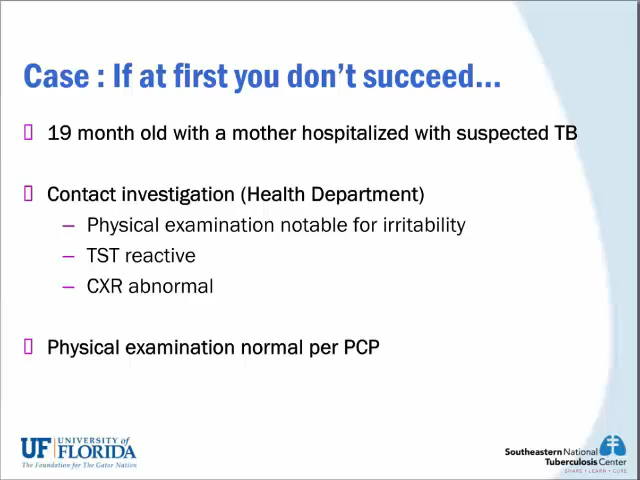 Case : If at first you don't succeed...
19 month old with a mother hospitalized with suspected TB
Contact investigation (Health Department)
– Physical examination notable for irritability
– TST reactive
– CXR abnormal
Physical examination normal per PCP
UF UNIVERSITY of FLORIDA
The Foundation for The Gator Nation
Southeastern National
Tuberculosis Center
SHARE • LEARN • CURE